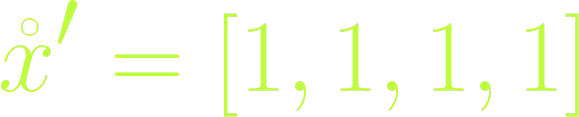 x̊′ = [1, 1, 1, 1]